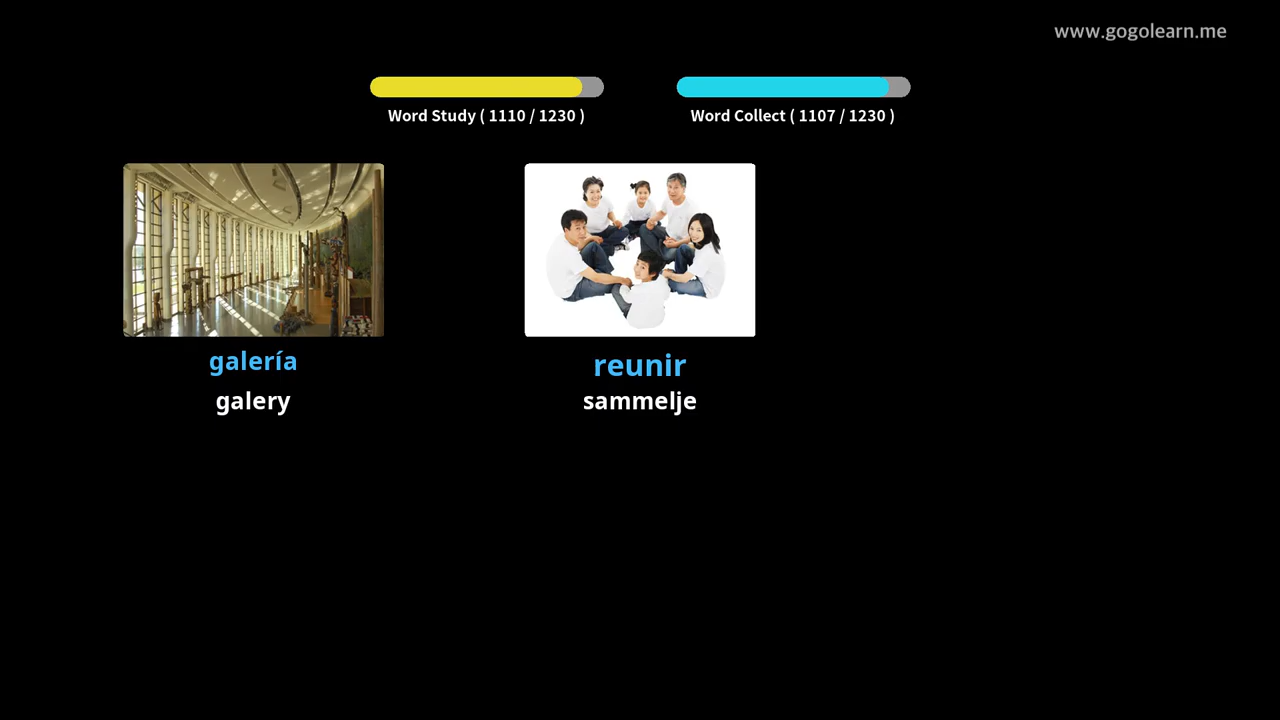 www.gogolearn.me
Word Study ( 1110 / 1230 )
Word Collect ( 1107 / 1230 )
galería
galery
reunir
sammelje